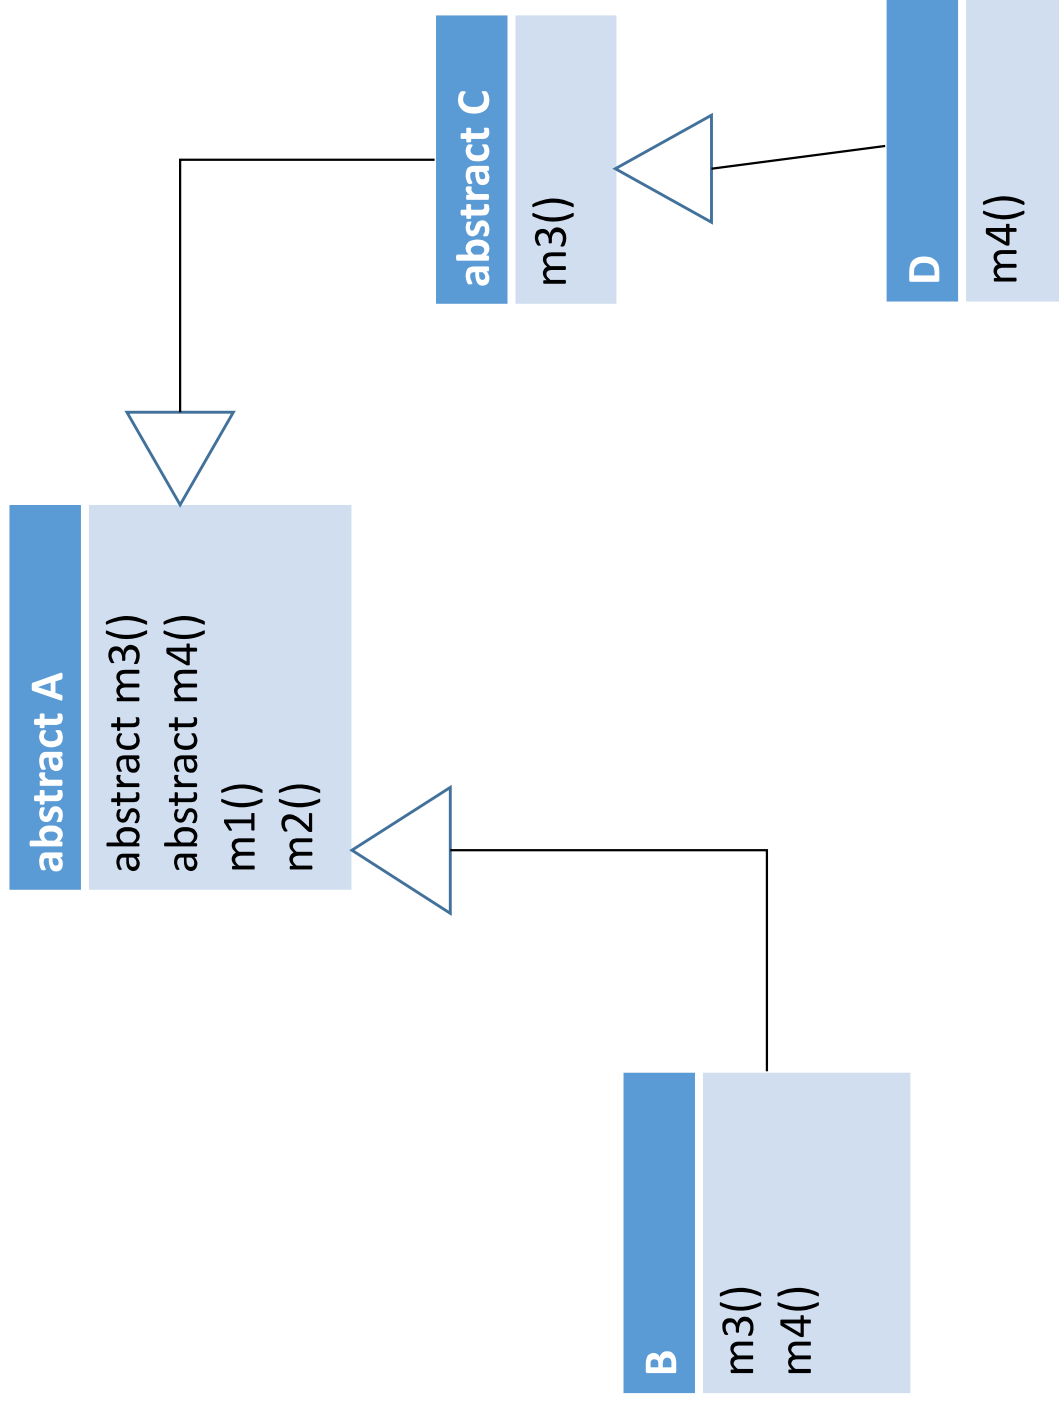 abstract A
abstract m3()
abstract m4()
m1()
m2()
B
m3()
m4()
abstract C
m3()
D
m4()